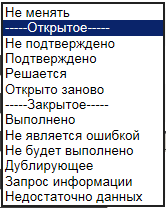 Не менять
-----Открытое-----
Не подтверждено
Подтверждено
Решается
Открыто заново
-----Закрытое-----
Выполнено
Не является ошибкой
Не будет выполнено
Дублирующее
Запрос информации
Недостаточно данных